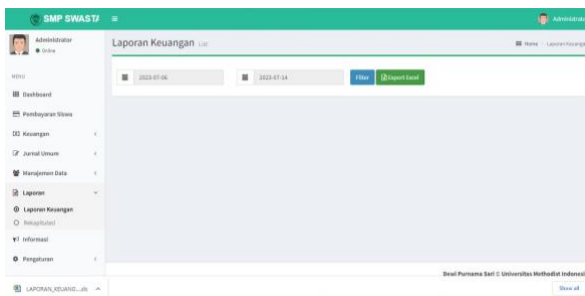 SMP SWASTA
Administrato
Administrator
Online
Laporan Keuangan List
Home
Laporan Keuanga
MENU
2023-07-06
2023-07-14
Filter
Export Excel
Dashboard
Pembayaran Siswa
Keuangan
Jurnal Umum
Manajemen Data
Laporan
Laporan Keuangan
Rekapitulasi
Informasi
Pengaturan
Dewi Purnama Sari © Universitas Methodist Indonesi
LAPORAN_KEUANG....xls
Show all